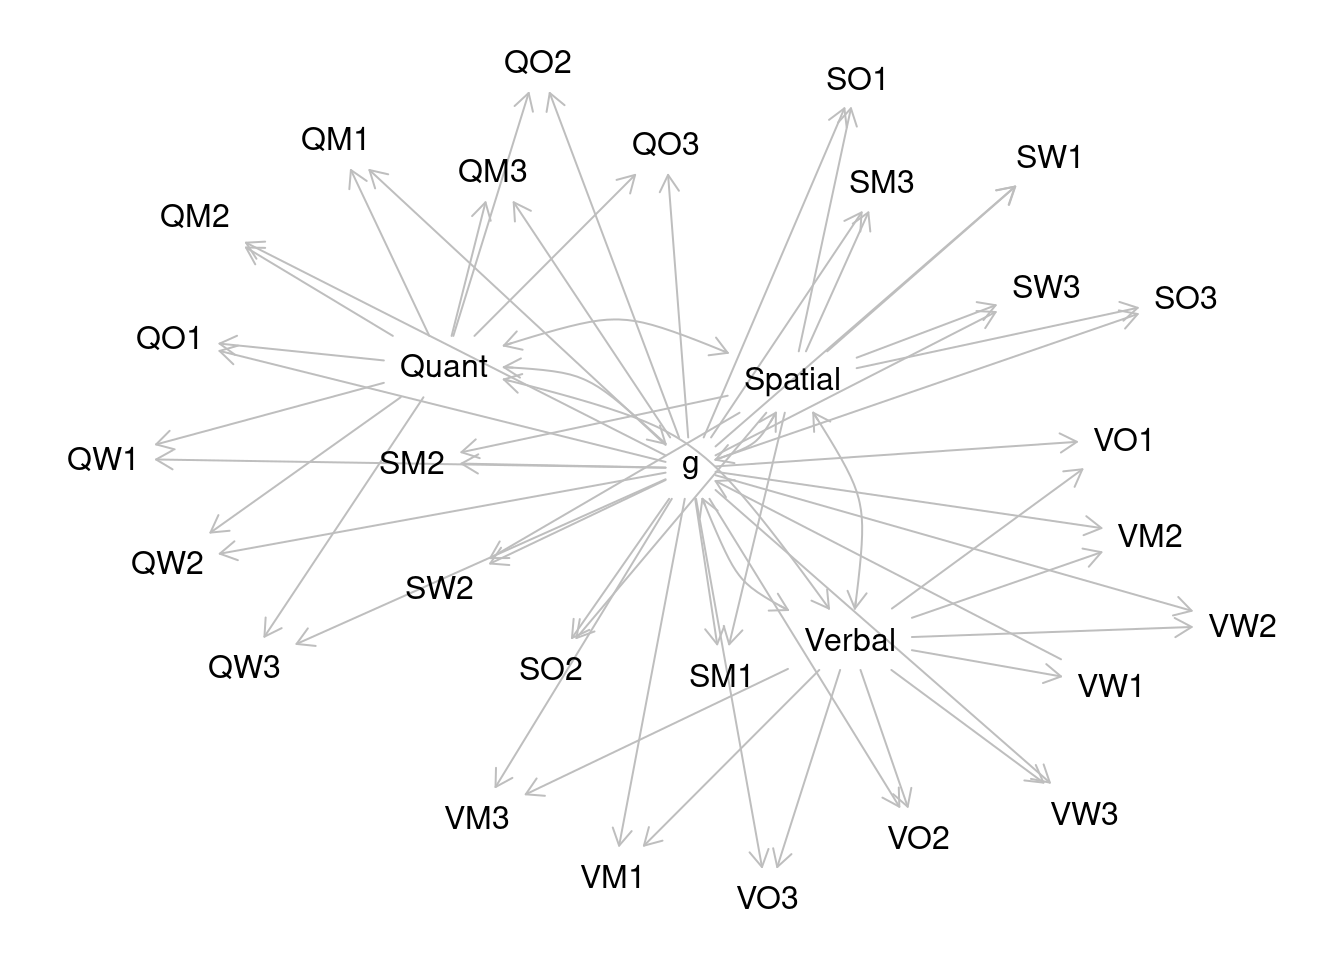 QO2
SO1
QM1
QO3
SW1
QM3
SM3
QM2
SW3
SO3
QO1
Quant
Spatial
VO1
QW1
SM2
g
VM2
QW2
SW2
VW2
Verbal
QW3
SO2
SM1
VW1
VM3
VW3
VO2
VM1
VO3